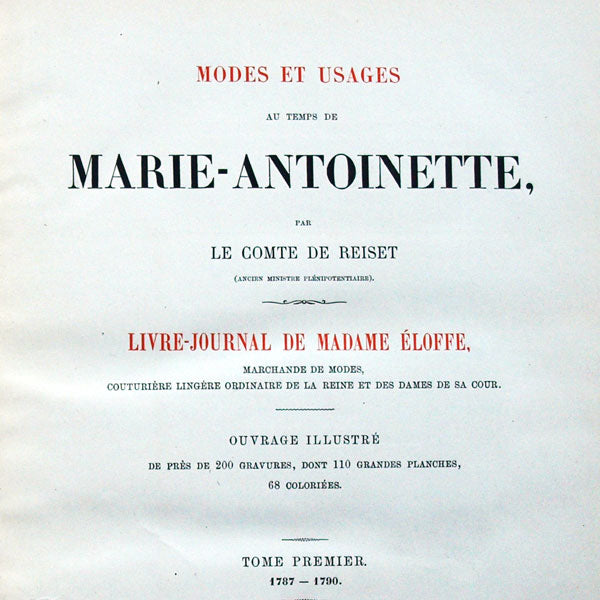 MODES ET USAGES
AU TEMPS DE
MARIE-ANTOINETTE,
PAR
LE COMTE DE REISET
(ANCIEN MINISTRE PLÉNIPOTENTIAIRE).
LIVRE-JOURNAL DE MADAME ÉLOFFE,
MARCHANDE DE MODES,
COUTURIÈRE LINGÈRE ORDINAIRE DE LA REINE ET DES DAMES DE SA COUR.
OUVRAGE ILLUSTRÉ
DE PRÈS DE 200 GRAVURES, DONT 110 GRANDES PLANCHES,
68 COLORIÉES.
TOME PREMIER.
1787 — 1790.